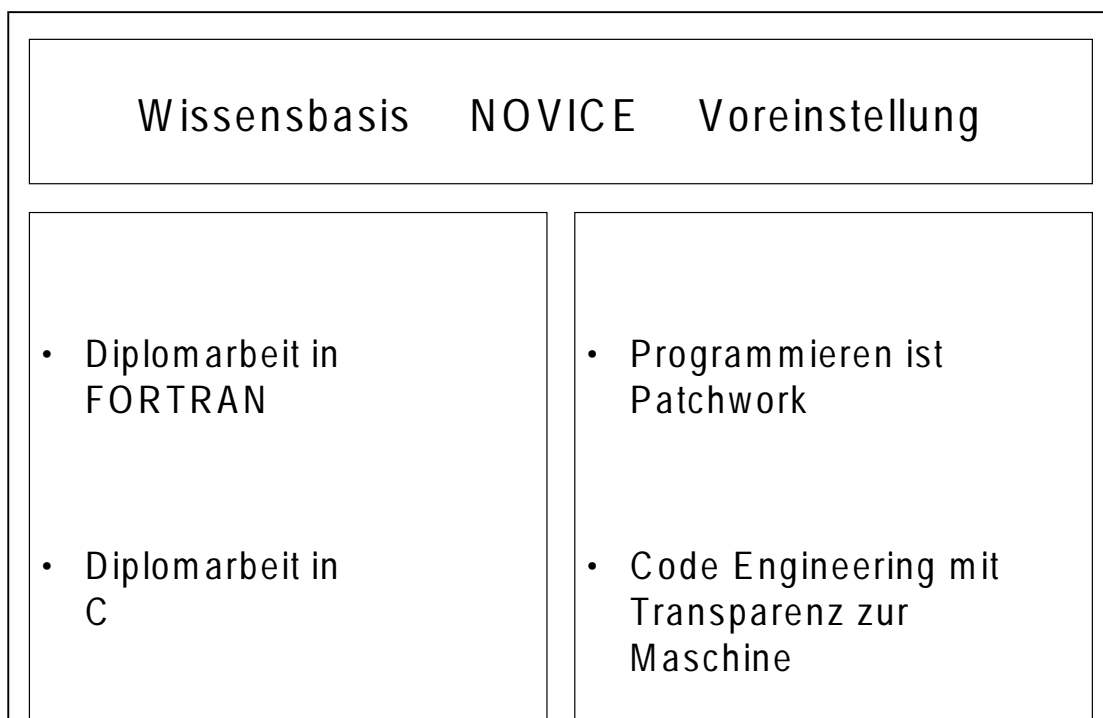 Wissensbasis NOVICE Voreinstellung
• Diplomarbeit in
FORTRAN
• Diplomarbeit in
C
• Programmieren ist
Patchwork
• Code Engineering mit
Transparenz zur
Maschine